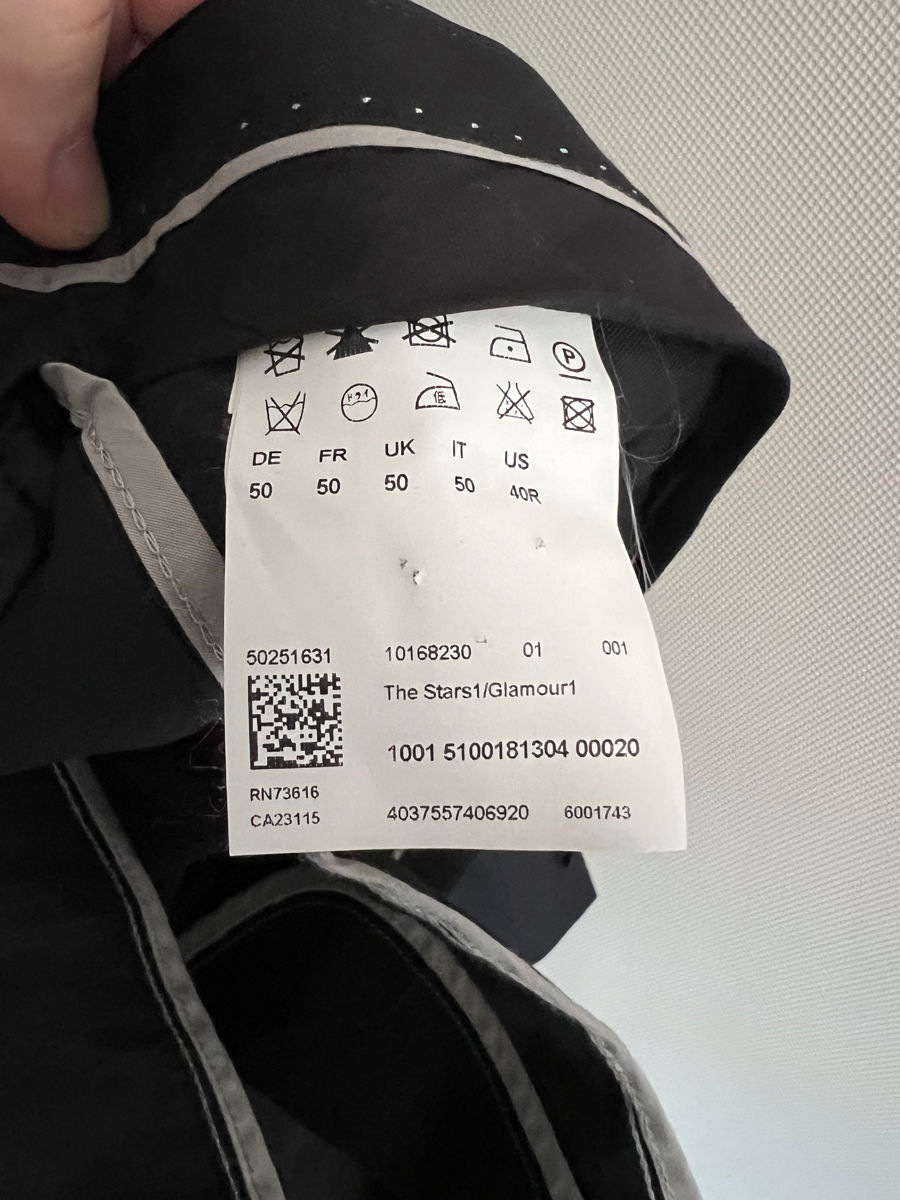 P
低
DE FR UK IT US
50 50 50 50 40R
50251631 10168230 01 001
The Stars1/Glamour1
1001 5100181304 00020
RN73616
CA23115 4037557406920 6001743